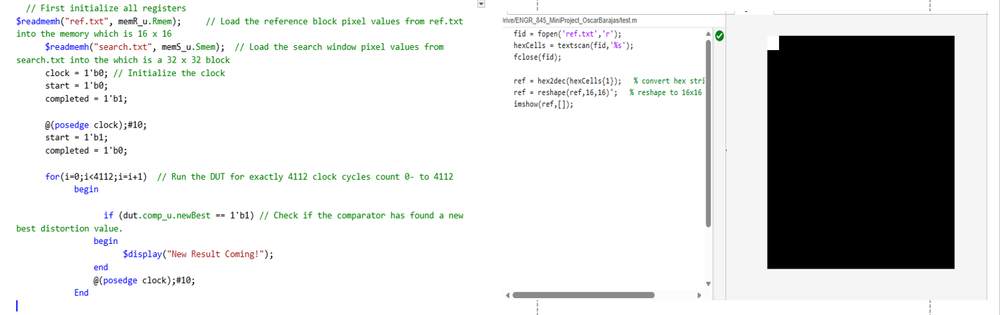 // First initialize all registers
$readmemh("ref.txt", memR_u.Rmem);     // Load the reference block pixel values from ref.txt
into the memory which is 16 x 16
$readmemh("search.txt", memS_u.Smem);  // Load the search window pixel values from
search.txt into the which is a 32 x 32 block
clock = 1'b0; // Initialize the clock
start = 1'b0;
completed = 1'b1;
@(posedge clock);#10;
start = 1'b1;
completed = 1'b0;
for(i=0;i<4112;i=i+1)  // Run the DUT for exactly 4112 clock cycles count 0- to 4112
begin
if (dut.comp_u.newBest == 1'b1) // Check if the comparator has found a new
best distortion value.
begin
$display("New Result Coming!");
end
@(posedge clock);#10;
End
/ENGR_845_MiniProject_OscarBarajas/test.m
fid = fopen('ref.txt','r');
hexCells = textscan(fid,'%s');
fclose(fid);
ref = hex2dec(hexCells{1});   % convert hex stri
ref = reshape(ref,16,16)';   % reshape to 16x16
imshow(ref,[]);